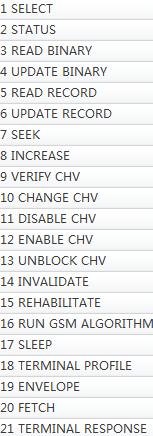 1 SELECT
2 STATUS
3 READ BINARY
4 UPDATE BINARY
5 READ RECORD
6 UPDATE RECORD
7 SEEK
8 INCREASE
9 VERIFY CHV
10 CHANGE CHV
11 DISABLE CHV
12 ENABLE CHV
13 UNBLOCK CHV
14 INVALIDATE
15 REHABILITATE
16 RUN GSM ALGORITHM
17 SLEEP
18 TERMINAL PROFILE
19 ENVELOPE
20 FETCH
21 TERMINAL RESPONSE